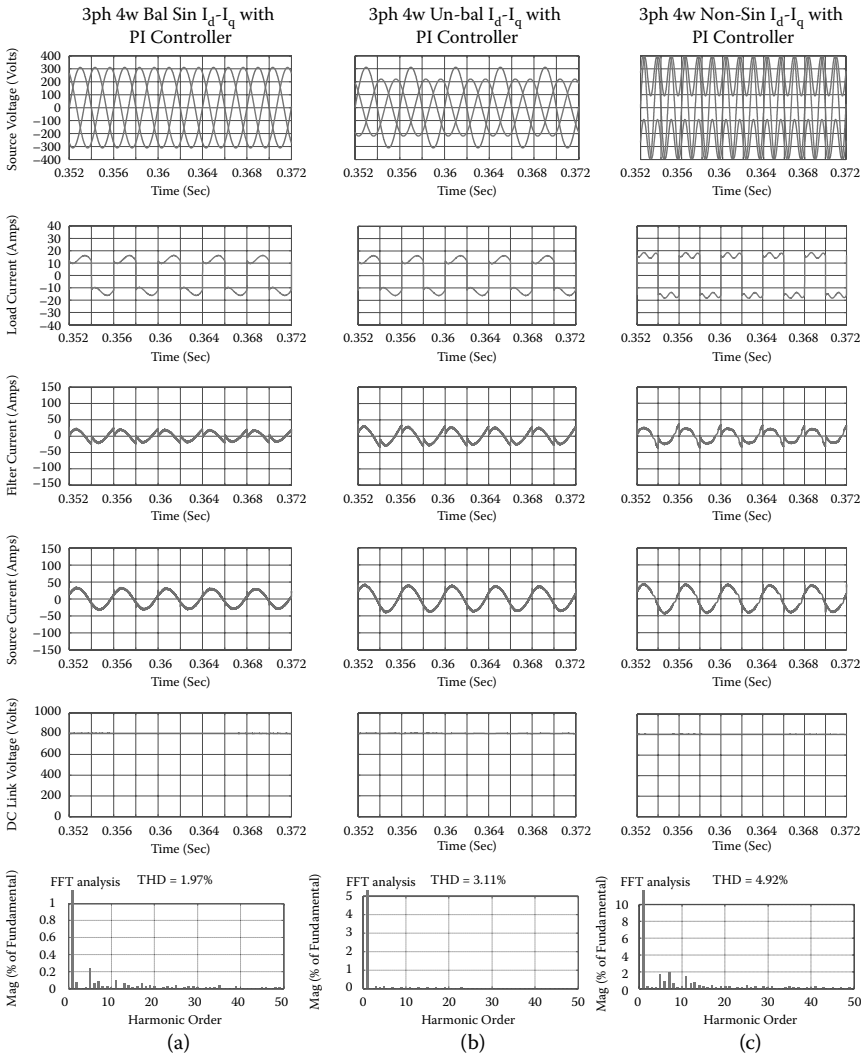 3ph 4w Bal Sin Id-Iq with
PI Controller
3ph 4w Un-bal Id-Iq with
PI Controller
3ph 4w Non-Sin Id-Iq with
PI Controller
Source Voltage (Volts)
400
300
200
100
0
−100
−200
−300
−400
0.352 0.356 0.36 0.364 0.368 0.372
Time (Sec)
0.352 0.356 0.36 0.364 0.368 0.372
Time (Sec)
0.352 0.356 0.36 0.364 0.368 0.372
Time (Sec)
Load Current (Amps)
40
30
20
10
0
−10
−20
−30
−40
0.352 0.356 0.36 0.364 0.368 0.372
Time (Sec)
0.352 0.356 0.36 0.364 0.368 0.372
Time (Sec)
0.352 0.356 0.36 0.364 0.368 0.372
Time (Sec)
Filter Current (Amps)
150
100
50
0
−50
−100
−150
0.352 0.356 0.36 0.364 0.368 0.372
Time (Sec)
0.352 0.356 0.36 0.364 0.368 0.372
Time (Sec)
0.352 0.356 0.36 0.364 0.368 0.372
Time (Sec)
Source Current (Amps)
150
100
50
0
−50
−100
−150
0.352 0.356 0.36 0.364 0.368 0.372
Time (Sec)
0.352 0.356 0.36 0.364 0.368 0.372
Time (Sec)
0.352 0.356 0.36 0.364 0.368 0.372
Time (Sec)
DC Link Voltage (Volts)
1000
800
600
400
200
0
0.352 0.356 0.36 0.364 0.368 0.372
Time (Sec)
0.352 0.356 0.36 0.364 0.368 0.372
Time (Sec)
0.352 0.356 0.36 0.364 0.368 0.372
Time (Sec)
FFT analysis THD = 1.97%
Mag (% of Fundamental)
1
0.8
0.6
0.4
0.2
0
0 10 20 30 40 50
Harmonic Order
(a)
FFT analysis THD = 3.11%
Mag (% of Fundamental)
5
4
3
2
1
0
0 10 20 30 40 50
Harmonic Order
(b)
FFT analysis THD = 4.92%
Mag (% of Fundamental)
10
8
6
4
2
0
0 10 20 30 40 50
Harmonic Order
(c)